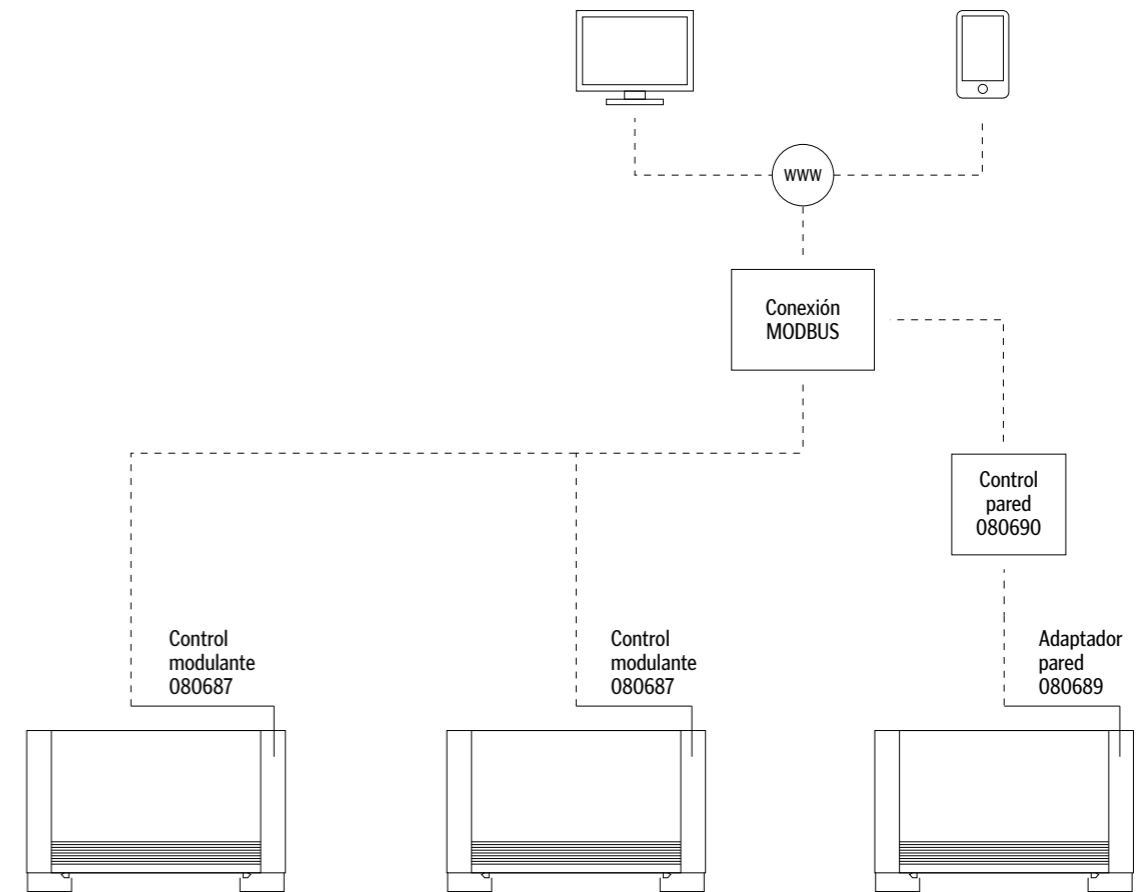 WWW
Conexión
MODBUS
Control
pared
080690
Control
modulante
080687
Control
modulante
080687
Adaptador
pared
080689